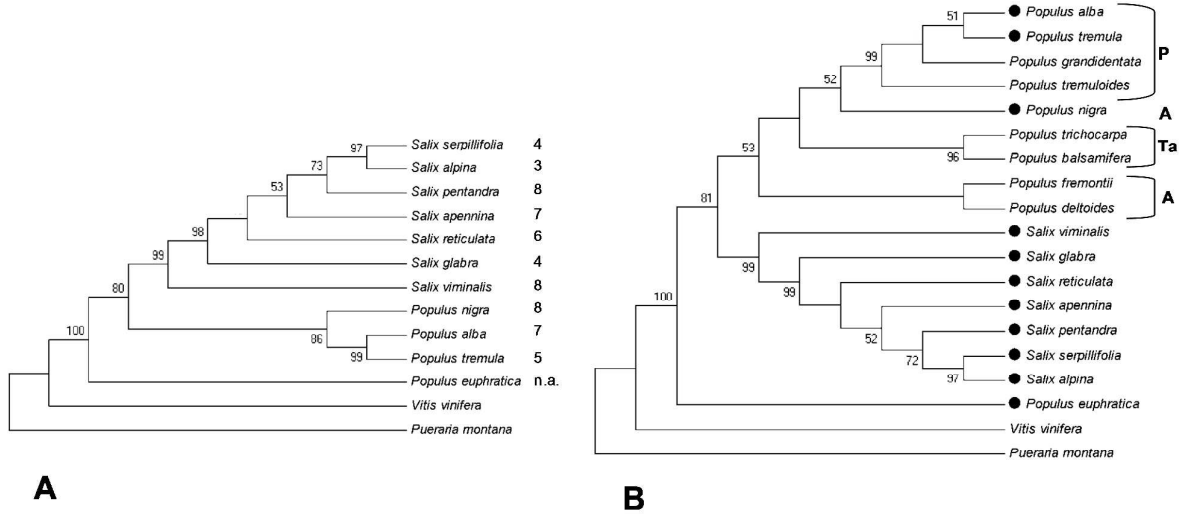 97
Salix serpillifolia 4
73
Salix alpina 3
Salix pentandra 8
53
Salix apennina 7
98
Salix reticulata 6
99
Salix glabra 4
80
Salix viminalis 8
100
Populus nigra 8
86
Populus alba 7
99
Populus tremula 5
Populus euphratica n.a.
Vitis vinifera
Pueraria montana
A
51
Populus alba
Populus tremula
99
Populus grandidentata
P
52
Populus tremuloides
Populus nigra A
53
Populus trichocarpa
96
Populus balsamifera
Ta
81
Populus fremontii
Populus deltoides
A
Salix viminalis
99
Salix glabra
99
Salix reticulata
100
Salix apennina
52
Salix pentandra
72
Salix serpillifolia
97
Salix alpina
Populus euphratica
Vitis vinifera
Pueraria montana
B